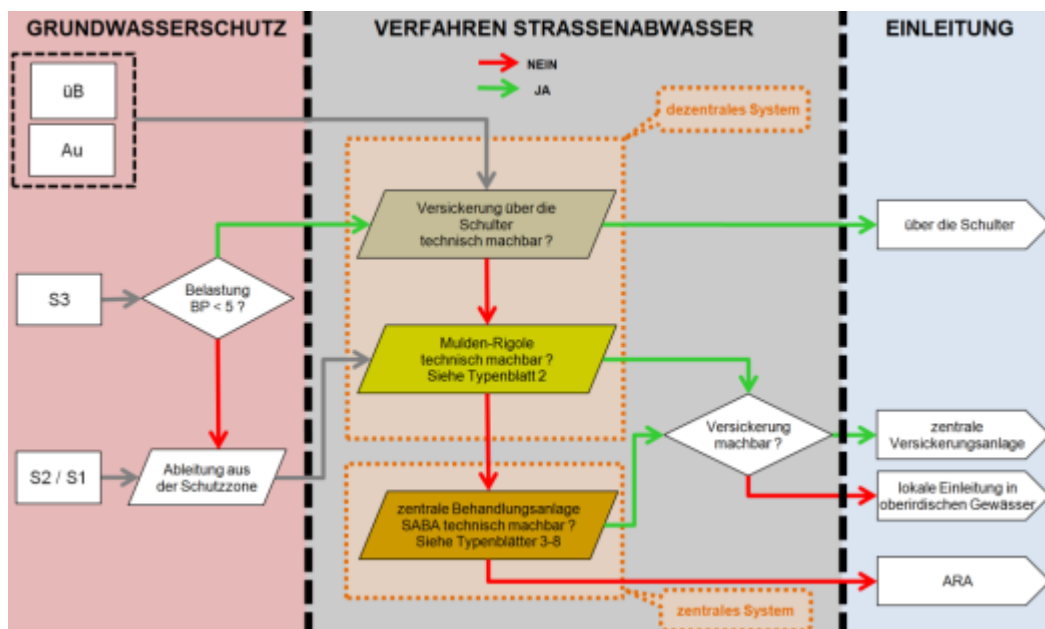 GRUNDWASSERSCHUTZ
VERFAHREN STRASSENABWASSER
EINLEITUNG
NEIN
JA
üB
Au
dezentrales System
Versickerung über die
Schulter
technisch machbar ?
über die Schulter
S3
Belastung
BP < 5 ?
Mulden-Rigole
technisch machbar ?
Siehe Typenblatt 2
Versickerung
machbar ?
zentrale
Versickerungsanlage
S2 / S1
Ableitung aus
der Schutzzone
lokale Einleitung in
oberirdischen Gewässer
zentrale Behandlungsanlage
SABA technisch machbar ?
Siehe Typenblätter 3-8
ARA
zentrales System